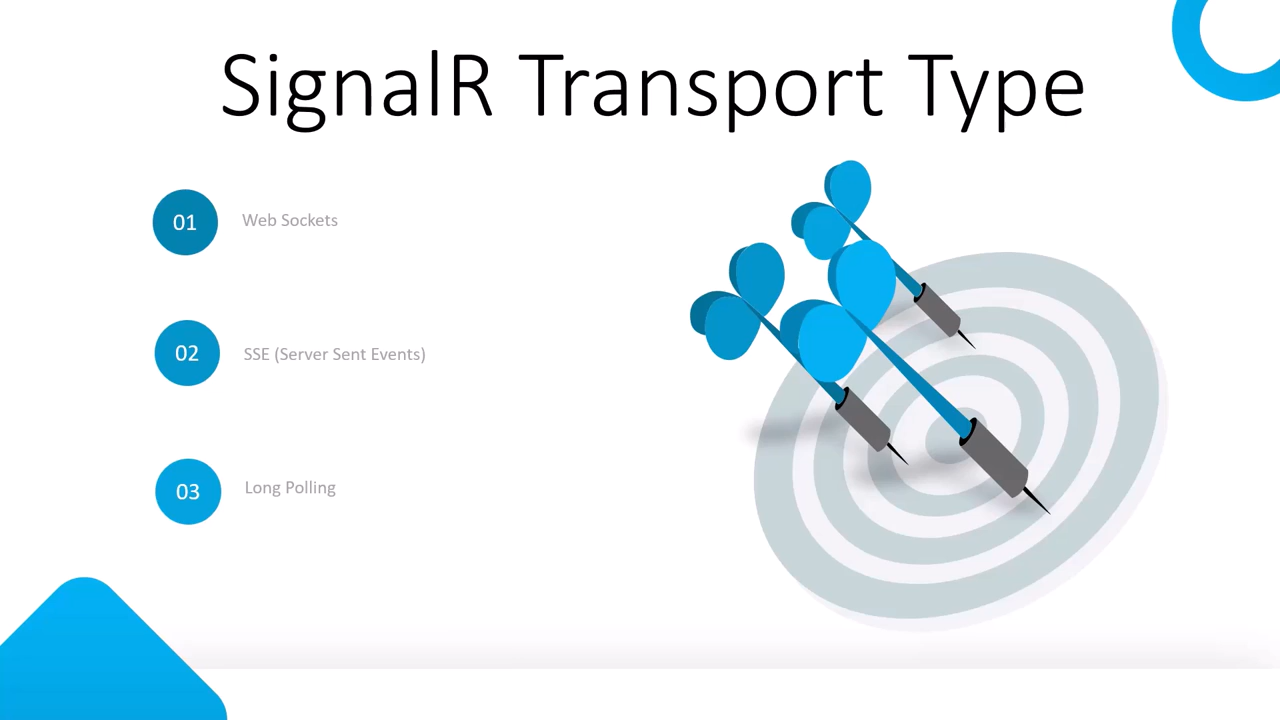 SignalR Transport Type
01
Web Sockets
02
SSE (Server Sent Events)
03
Long Polling